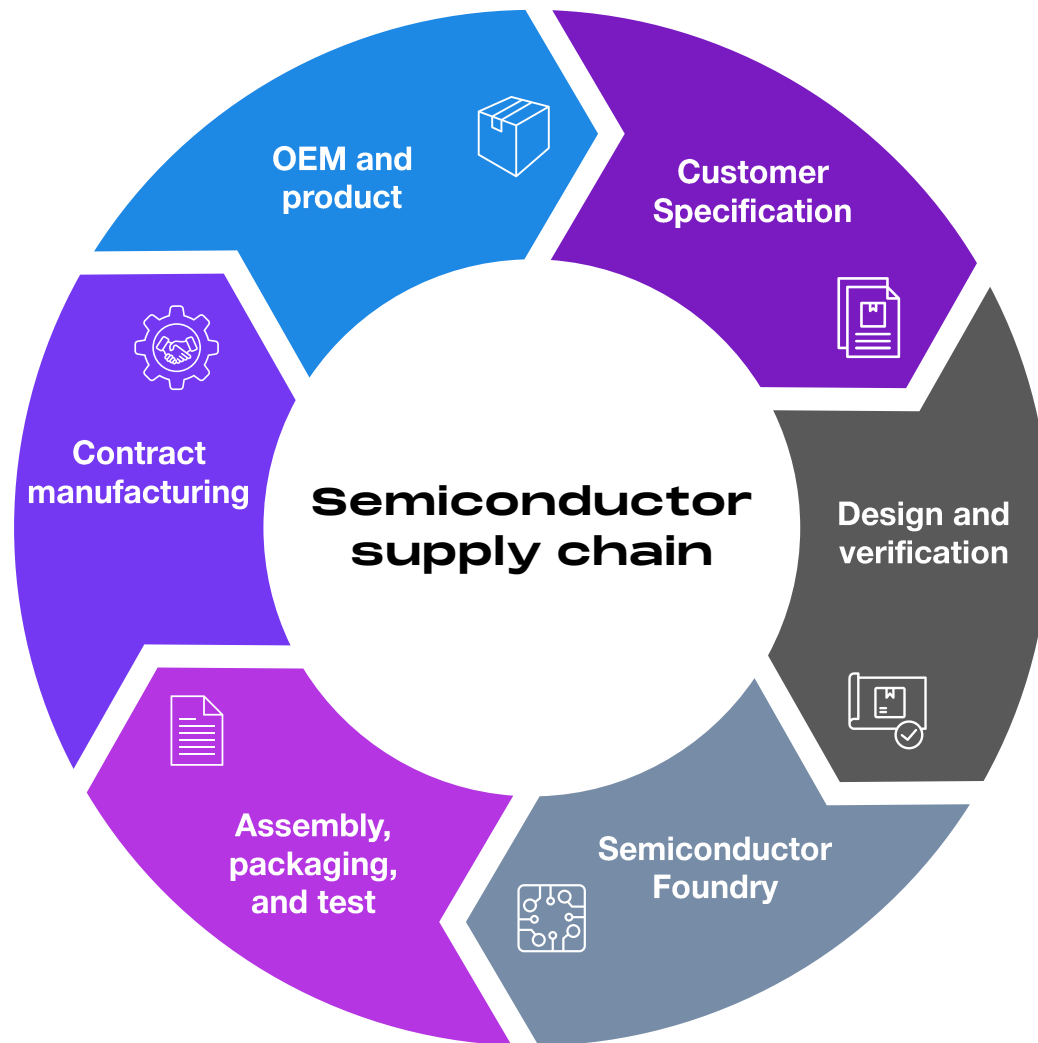 Semiconductor
supply chain
Customer
Specification
Design and
verification
Semiconductor
Foundry
Assembly,
packaging,
and test
Contract
manufacturing
OEM and
product